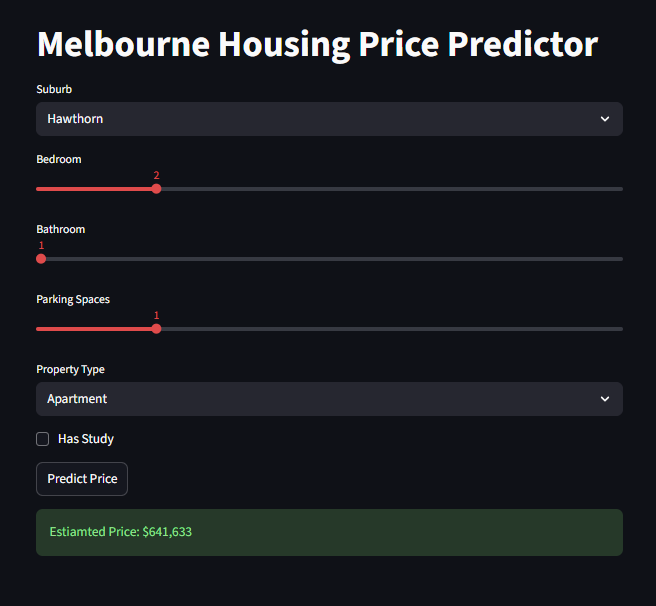 Melbourne Housing Price Predictor
Suburb
Hawthorn
Bedroom
2
Bathroom
1
Parking Spaces
1
Property Type
Apartment
Has Study
Predict Price
Estiamted Price: $641,633